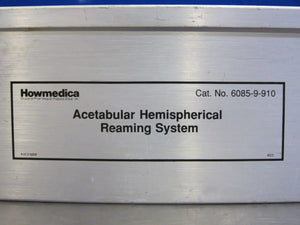 Howmedica
Cat. No. 6085-9-910
Acetabular Hemispherical
Reaming System